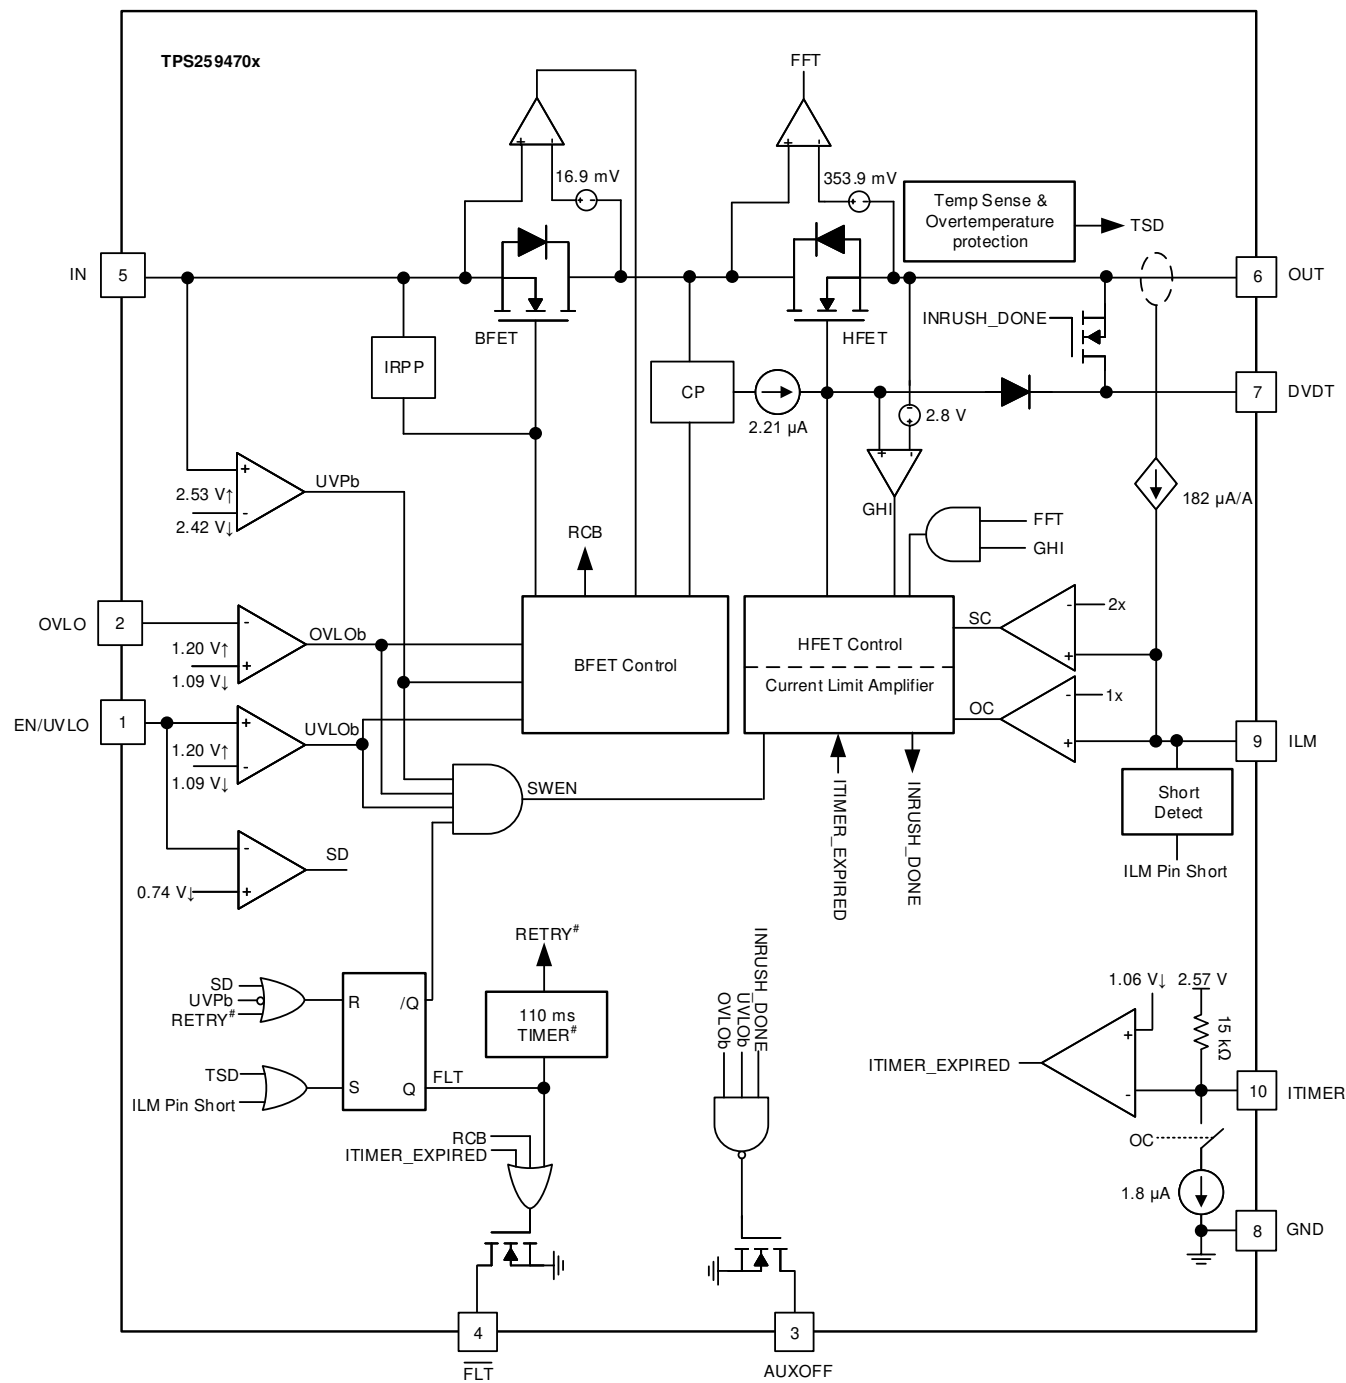 TPS259470x
FFT
16.9 mV
353.9 mV
Temp Sense &
Overtemperature
protection
TSD
IN
5
6
OUT
BFET
HFET
INRUSH_DONE
IRPP
CP
2.21 µA
2.8 V
7
DVDT
UVPb
+
2.53 V↑
-
2.42 V↓
GHI
182 µA/A
RCB
FFT
GHI
OVLO
2
-
OVLOb
1.20 V↑
+
1.09 V↓
BFET Control
HFET Control
Current Limit Amplifier
SC
-
2x
+
OC
-
1x
+
EN/UVLO
1
+
UVLOb
1.20 V↑
-
1.09 V↓
9
ILM
Short
Detect
ILM Pin Short
SWEN
ITIMER_EXPIRED
INRUSH_DONE
-
SD
0.74 V↓
+
RETRY#
110 ms
TIMER#
SD
UVPb
RETRY#
R
/Q
TSD
ILM Pin Short
S
Q
FLT
OVLOb
UVLOb
INRUSH_DONE
1.06 V↓
2.57 V
+
15 kΩ
ITIMER_EXPIRED
-
10
ITIMER
OC
1.8 µA
8
GND
RCB
ITIMER_EXPIRED
4
FLT
3
AUXOFF